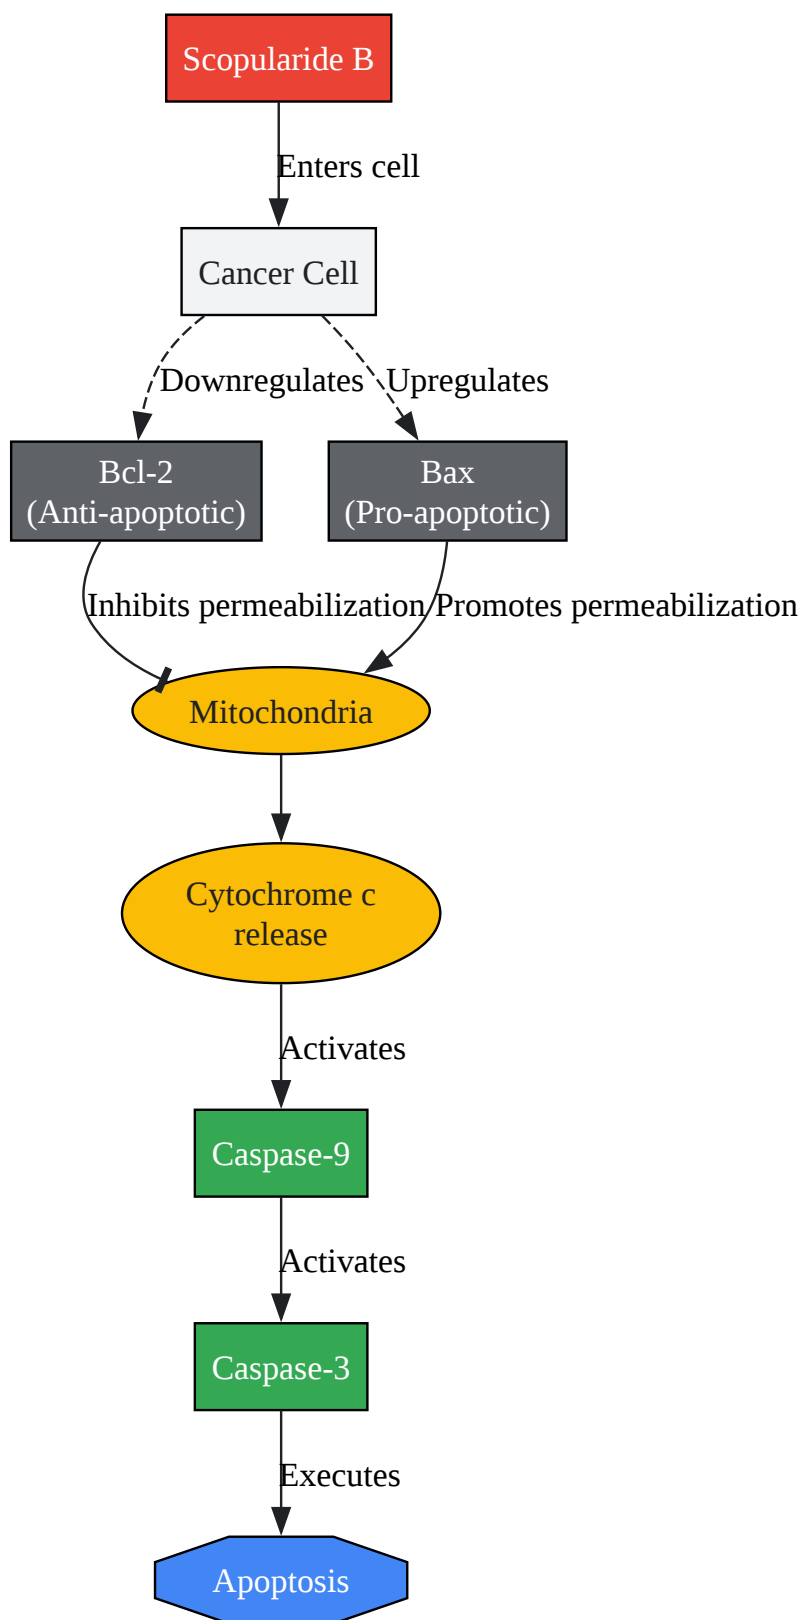 Scopularide B
Enters cell
Cancer Cell
Downregulates
Upregulates
Bcl-2
(Anti-apoptotic)
Bax
(Pro-apoptotic)
Inhibits permeabilization
Promotes permeabilization
Mitochondria
Cytochrome c
release
Activates
Caspase-9
Activates
Caspase-3
Executes
Apoptosis